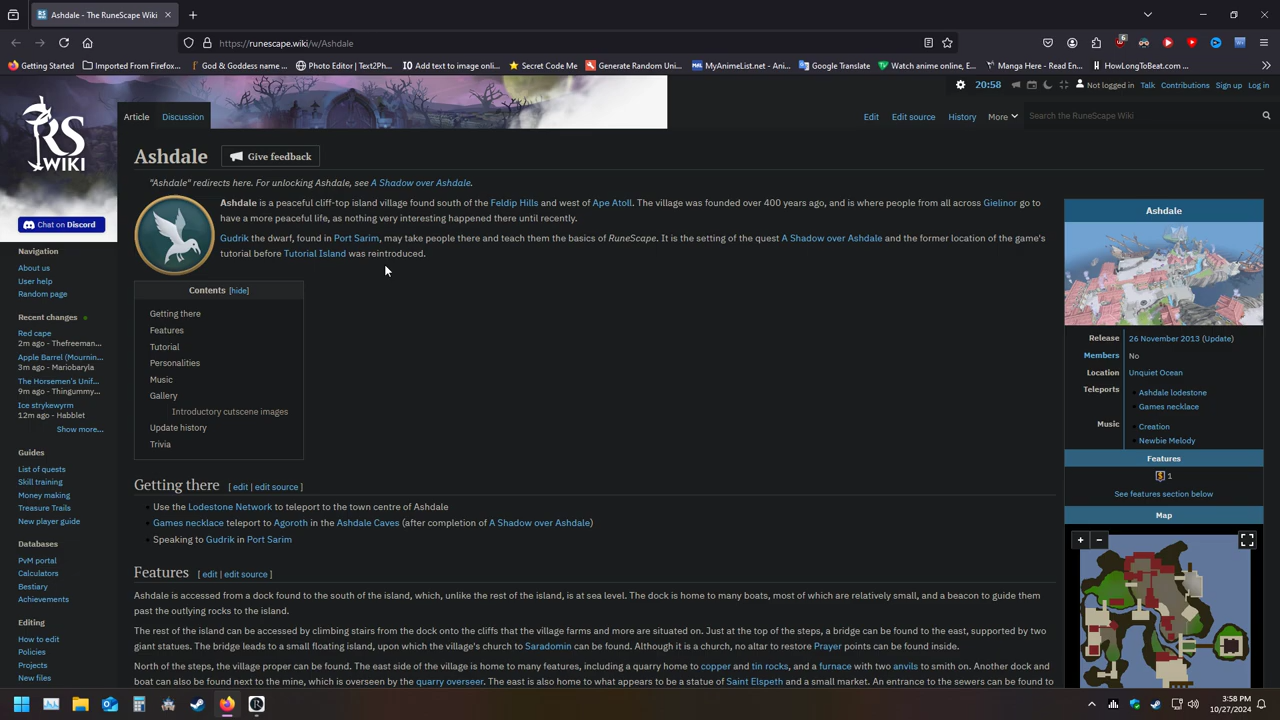 Ashdale - The RuneScape Wiki
https://runescape.wiki/w/Ashdale
6
Getting Started
Imported From Firefox...
God & Goddess name ...
Photo Editor | Text2Ph...
Add text to image onlin...
Secret Code Me
Generate Random Uni...
MyAnimeList.net - Ani...
Google Translate
Watch anime online, E...
Manga Here - Read En...
HowLongToBeat.com ...
RS
WIKI
20:58
Not logged in
Talk
Contributions
Sign up
Log in
Article
Discussion
Edit
Edit source
History
More
Search the RuneScape Wiki
Chat on Discord
Navigation
About us
User help
Random page
Recent changes
Red cape
2m ago - Thefreeman...
Apple Barrel (Mournin...
3m ago - Mariobaryla
The Horsemen's Unif...
9m ago - Thingummy...
Ice strykewyrm
12m ago - Habblet
Show more...
Guides
List of quests
Skill training
Money making
Treasure Trails
New player guide
Databases
PvM portal
Calculators
Bestiary
Achievements
Editing
How to edit
Policies
Projects
New files
Ashdale
Give feedback
"Ashdale" redirects here. For unlocking Ashdale, see A Shadow over Ashdale.
Ashdale is a peaceful cliff-top island village found south of the Feldip Hills and west of Ape Atoll. The village was founded over 400 years ago, and is where people from all across Gielinor go to
have a more peaceful life, as nothing very interesting happened there until recently.
Gudrik the dwarf, found in Port Sarim, may take people there and teach them the basics of RuneScape. It is the setting of the quest A Shadow over Ashdale and the former location of the game's
tutorial before Tutorial Island was reintroduced.
Contents [hide]
Getting there
Features
Tutorial
Personalities
Music
Gallery
Introductory cutscene images
Update history
Trivia
Getting there [ edit | edit source ]
Use the Lodestone Network to teleport to the town centre of Ashdale
Games necklace teleport to Agoroth in the Ashdale Caves (after completion of A Shadow over Ashdale)
Speaking to Gudrik in Port Sarim
Features [ edit | edit source ]
Ashdale is accessed from a dock found to the south of the island, which, unlike the rest of the island, is at sea level. The dock is home to many boats, most of which are relatively small, and a beacon to guide them
past the outlying rocks to the island.
The rest of the island can be accessed by climbing stairs from the dock onto the cliffs that the village farms and more are situated on. Just at the top of the steps, a bridge can be found to the east, supported by two
giant statues. The bridge leads to a small floating island, upon which the village's church to Saradomin can be found. Although it is a church, no altar to restore Prayer points can be found inside.
North of the steps, the village proper can be found. The east side of the village is home to many features, including a quarry home to copper and tin rocks, and a furnace with two anvils to smith on. Another dock and
boat can also be found next to the mine, which is overseen by the quarry overseer. The east is also home to what appears to be a statue of Saint Elspeth and a small market. An entrance to the sewers can be found to
Ashdale
Release
26 November 2013 (Update)
Members
No
Location
Unquiet Ocean
Teleports
Ashdale lodestone
Games necklace
Music
Creation
Newbie Melody
Features
1
See features section below
Map
+
−
3:58 PM
10/27/2024